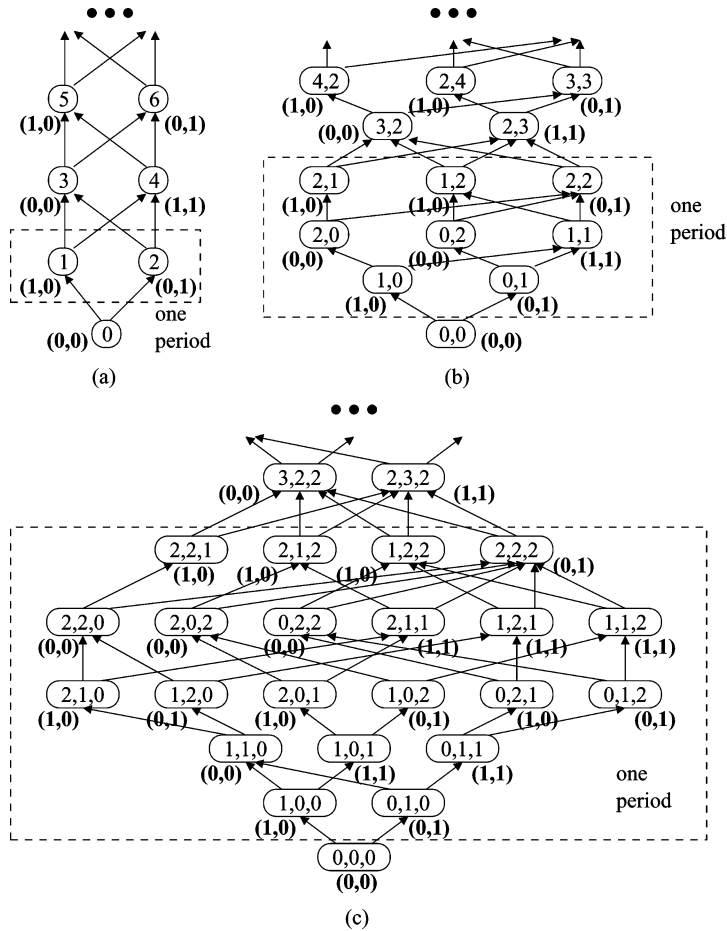 5 6
(1,0) (0,1)
3 4
(0,0) (1,1)
1 2
(1,0) (0,1)
one
period
0
(0,0)
(a)
4,2 2,4 3,3
(1,0) (1,0) (0,1)
3,2 2,3
(0,0) (1,1)
2,1 1,2 2,2
(1,0) (1,0) (0,1)
one
period
2,0 0,2 1,1
(0,0) (0,0) (1,1)
1,0 0,1
(1,0) (0,1)
0,0
(0,0)
(b)
3,2,2 2,3,2
(0,0) (1,1)
2,2,1 2,1,2 1,2,2 2,2,2
(1,0) (1,0) (1,0) (0,1)
2,2,0 2,0,2 0,2,2 2,1,1 1,2,1 1,1,2
(0,0) (0,0) (0,0) (1,1) (1,1) (1,1)
2,1,0 1,2,0 2,0,1 1,0,2 0,2,1 0,1,2
(1,0) (0,1) (1,0) (0,1) (1,0) (0,1)
1,1,0 1,0,1 0,1,1
(0,0) (1,1) (1,1)
one
period
1,0,0 0,1,0
(1,0) (0,1)
0,0,0
(0,0)
(c)